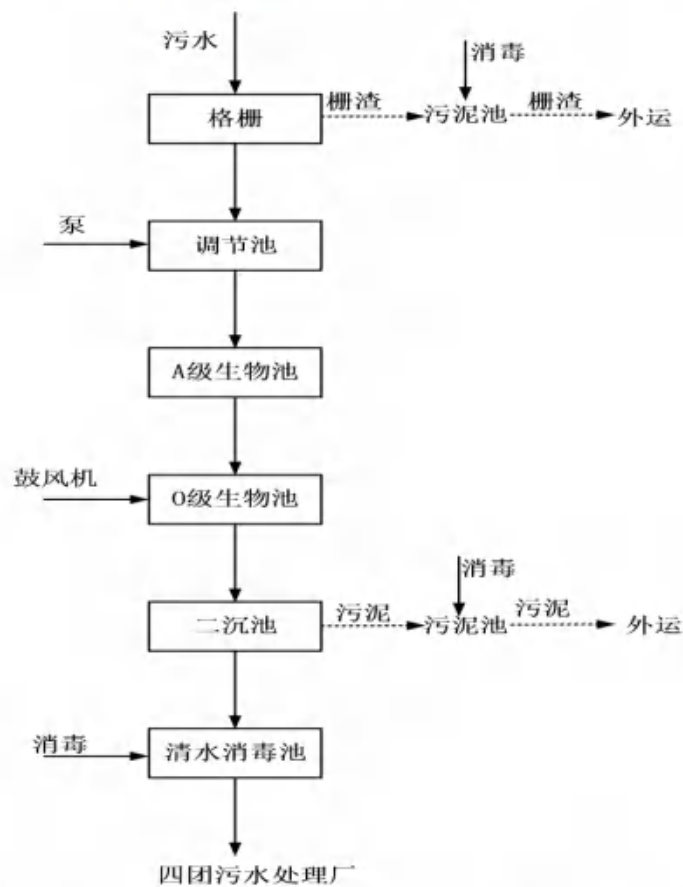 污水
消毒
格栅
栅渣
污泥池
栅渣
外运
泵
调节池
A级生物池
鼓风机
O级生物池
消毒
二沉池
污泥
污泥池
污泥
外运
消毒
清水消毒池
四团污水处理厂